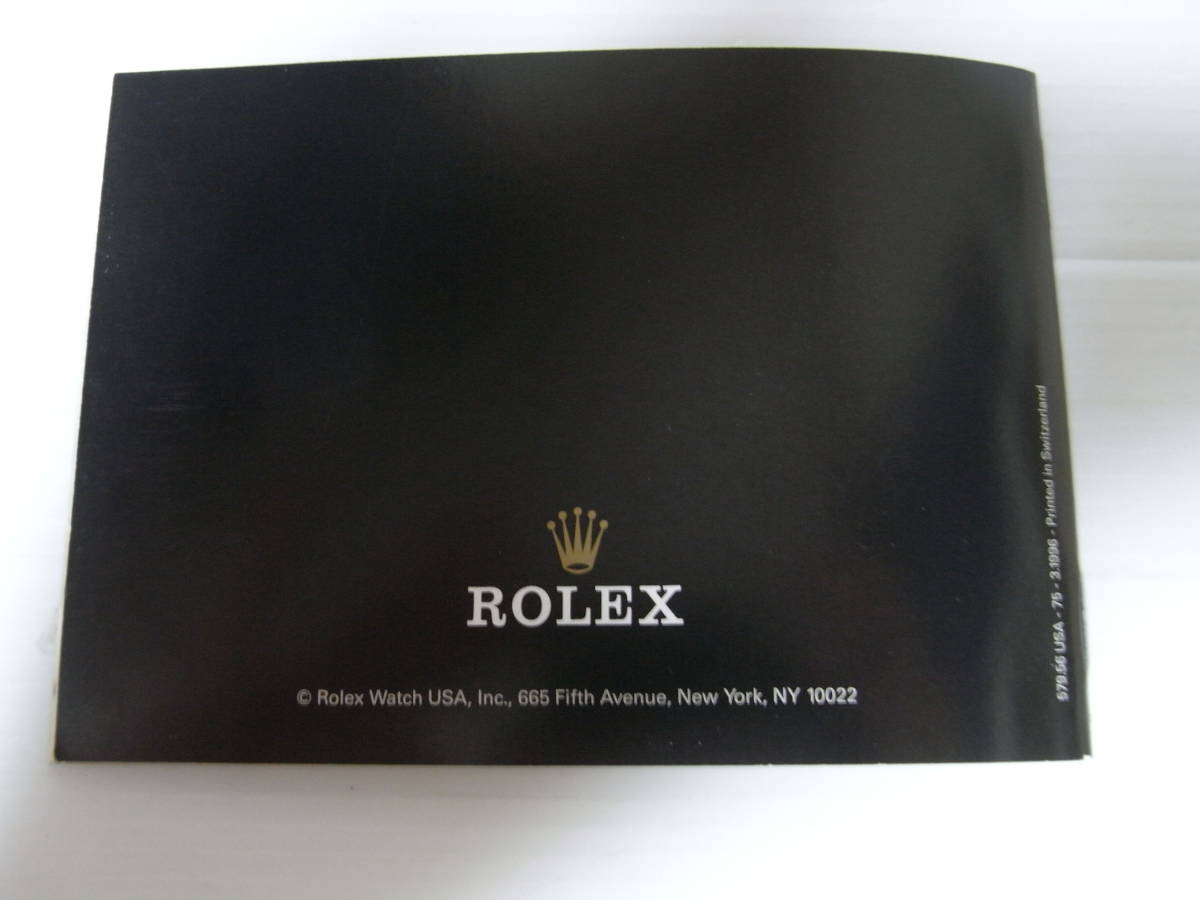 ROLEX
© Rolex Watch USA, Inc., 665 Fifth Avenue, New York, NY 10022
579.56 USA - 75 - 3.1996 - Printed in Switzerland